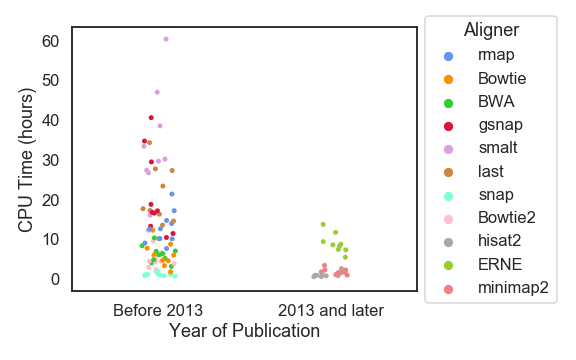 CPU Time (hours)
60
50
40
30
20
10
0
Before 2013
2013 and later
Year of Publication
Aligner
rmap
Bowtie
BWA
gsnap
smalt
last
snap
Bowtie2
hisat2
ERNE
minimap2